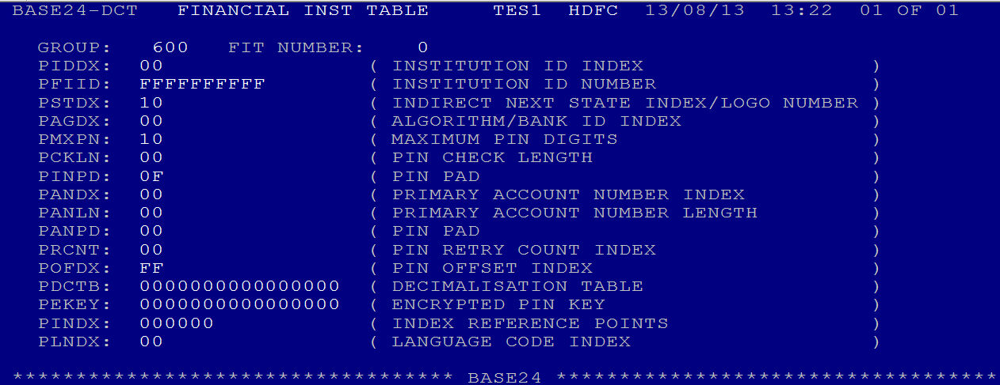 BASE24-DCT FINANCIAL INST TABLE TES1 HDFC 13/08/13 13:22 01 OF 01
GROUP: 600 FIT NUMBER: 0
PIDDX: 00 ( INSTITUTION ID INDEX )
PFIID: FFFFFFFFFF ( INSTITUTION ID NUMBER )
PSTDX: 10 ( INDIRECT NEXT STATE INDEX/LOGO NUMBER )
PAGDX: 00 ( ALGORITHM/BANK ID INDEX )
PMXPN: 10 ( MAXIMUM PIN DIGITS )
PCKLN: 00 ( PIN CHECK LENGTH )
PINPD: 0F ( PIN PAD )
PANDX: 00 ( PRIMARY ACCOUNT NUMBER INDEX )
PANLN: 00 ( PRIMARY ACCOUNT NUMBER LENGTH )
PANPD: 00 ( PIN PAD )
PRCNT: 00 ( PIN RETRY COUNT INDEX )
POFDX: FF ( PIN OFFSET INDEX )
PDCTB: 0000000000000000 ( DECIMALISATION TABLE )
PEKEY: 0000000000000000 ( ENCRYPTED PIN KEY )
PINDX: 000000 ( INDEX REFERENCE POINTS )
PLNDX: 00 ( LANGUAGE CODE INDEX )
*********************************** BASE24 ***********************************